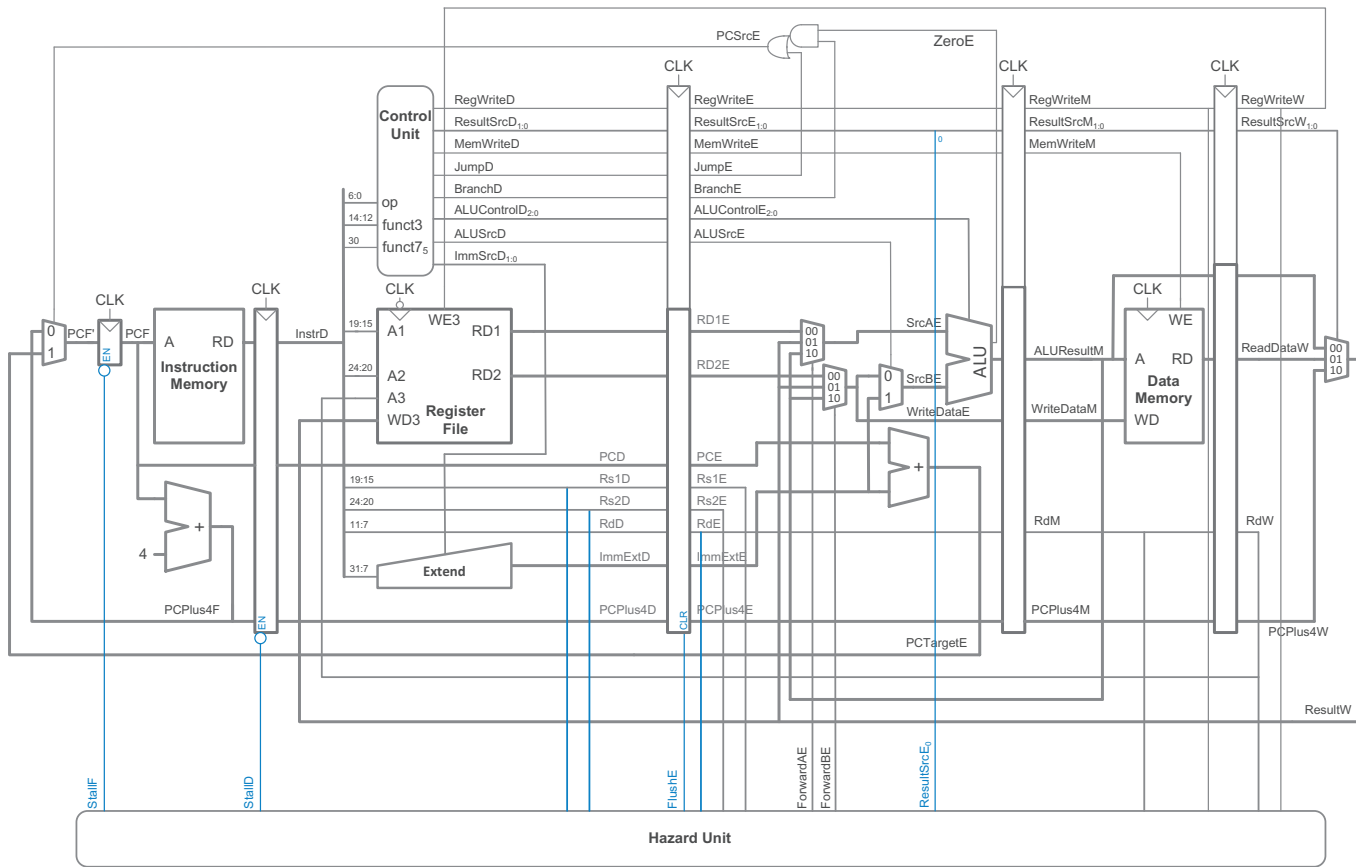 PCSrcE
ZeroE
CLK
CLK
CLK
Control
Unit
op
funct3
funct7₅
6:0
14:12
30
RegWriteD
ResultSrcD₁:₀
MemWriteD
JumpD
BranchD
ALUControlD₂:₀
ALUSrcD
ImmSrcD₁:₀
RegWriteE
ResultSrcE₁:₀
MemWriteE
JumpE
BranchE
ALUControlE₂:₀
ALUSrcE
0
RegWriteM
ResultSrcM₁:₀
MemWriteM
RegWriteW
ResultSrcW₁:₀
CLK
CLK
CLK
CLK
0
1
PCF'
EN
PCF
A RD
Instruction
Memory
InstrD
19:15
24:20
A1
A2
A3
WD3
WE3
RD1
RD2
Register
File
RD1E
RD2E
00
01
10
00
01
10
0
1
SrcAE
SrcBE
ALU
WriteDataE
ALUResultM
WriteDataM
WE
A RD
Data
Memory
WD
ReadDataW
00
01
10
PCD
PCE
19:15
Rs1D
Rs1E
24:20
Rs2D
Rs2E
11:7
RdD
RdE
RdM
RdW
+
4
+
31:7
Extend
ImmExtD
ImmExtE
PCPlus4F
EN
PCPlus4D
CLR
PCPlus4E
PCPlus4M
PCPlus4W
PCTargetE
ResultW
StallF
StallD
FlushE
ForwardAE
ForwardBE
ResultSrcE₀
Hazard Unit